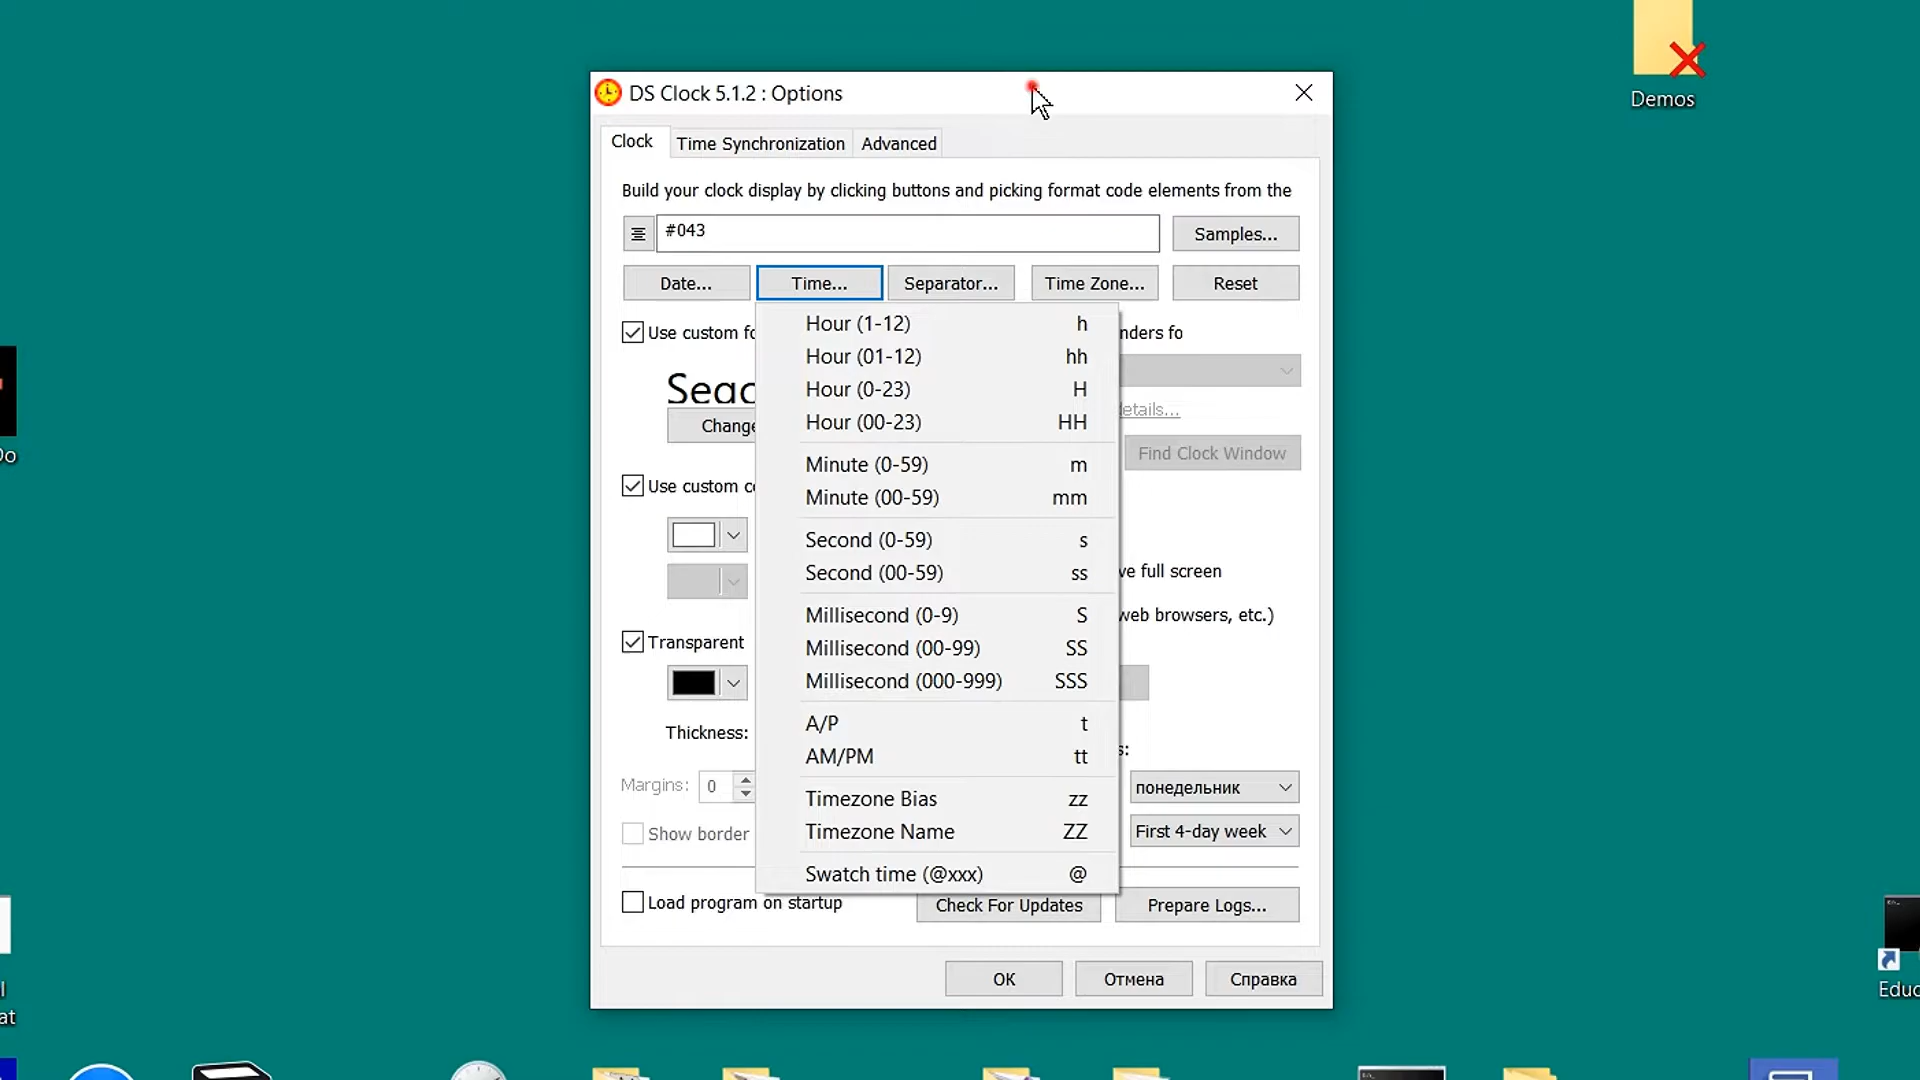 Demos
DS Clock 5.1.2 : Options
Clock
Time Synchronization
Advanced
Build your clock display by clicking buttons and picking format code elements from the
#043
Samples...
Date...
Time...
Separator...
Time Zone...
Reset
Hour (1-12) h
Hour (01-12) hh
Hour (0-23) H
Hour (00-23) HH
Minute (0-59) m
Minute (00-59) mm
Second (0-59) s
Second (00-59) ss
Millisecond (0-9) S
Millisecond (00-99) SS
Millisecond (000-999) SSS
A/P t
AM/PM tt
Timezone Bias zz
Timezone Name ZZ
Swatch time (@xxx) @
Use custom fo
Change
Use custom co
Transparent
Thickness:
Margins: 0
Show border
Load program on startup
nders fo
etails...
Find Clock Window
ve full screen
web browsers, etc.)
s:
понедельник
First 4-day week
Check For Updates
Prepare Logs...
OK
Отмена
Справка
Do
at
Educ